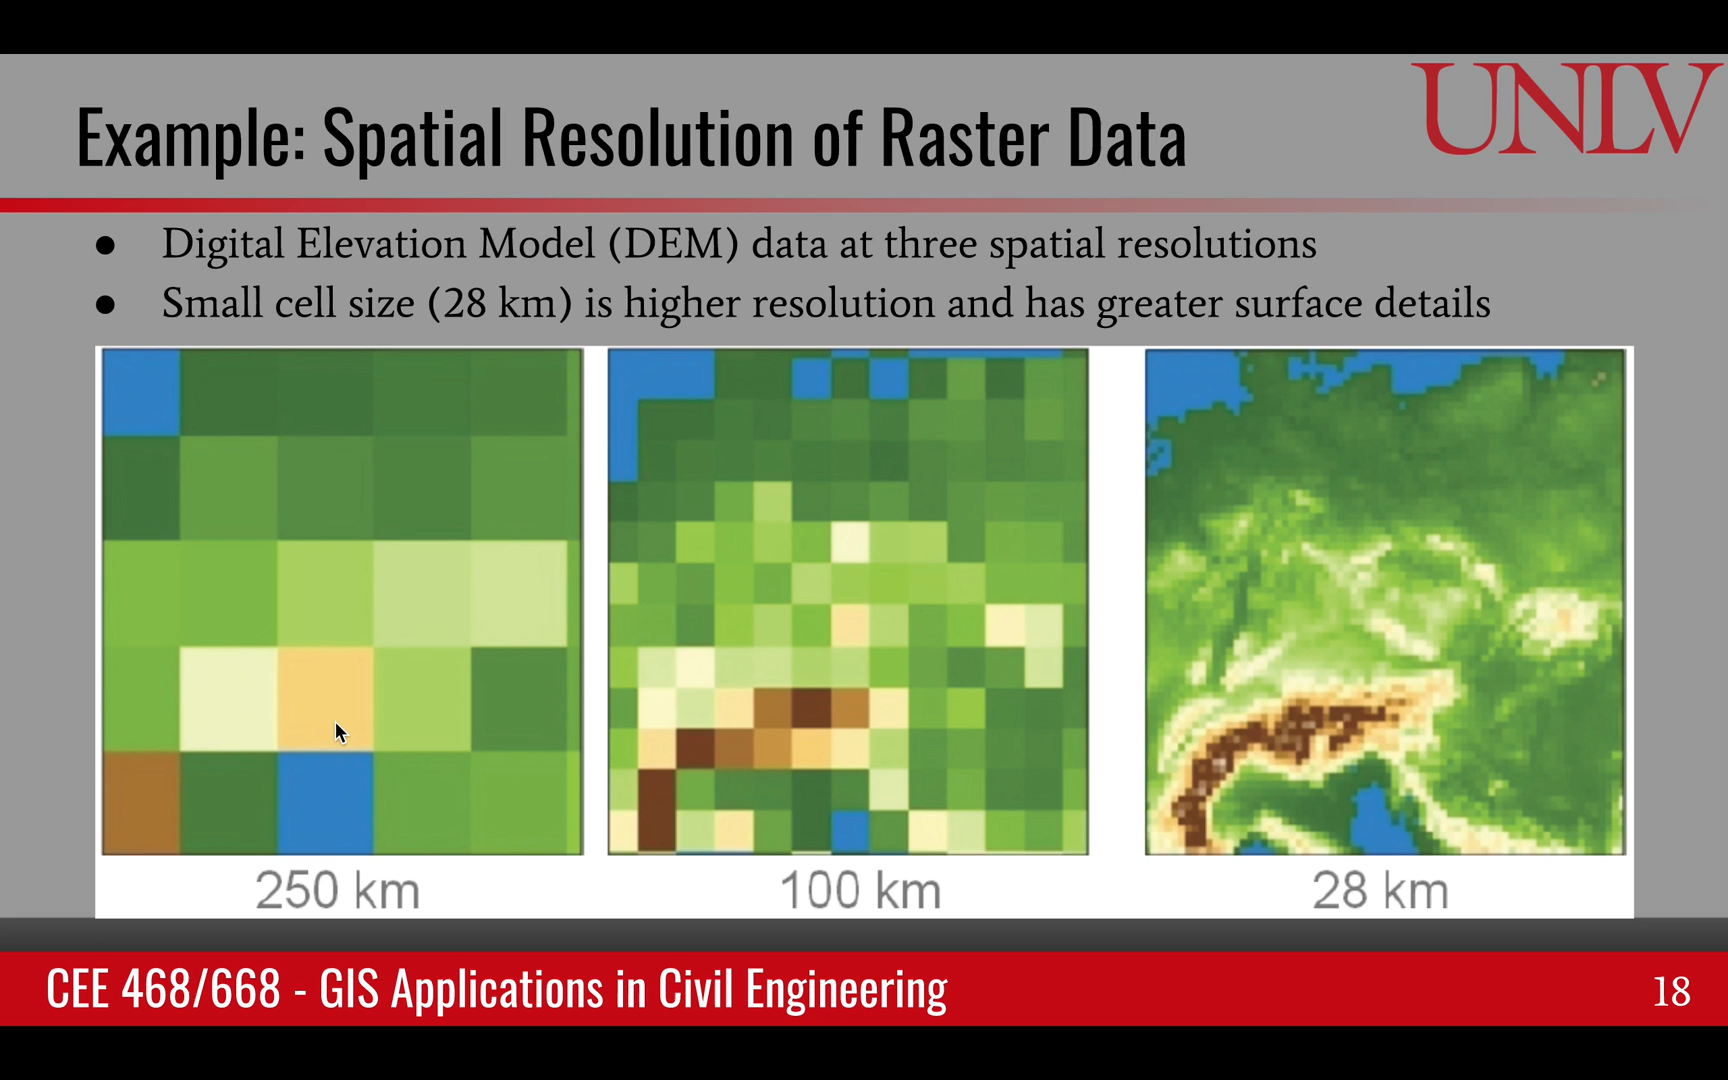 UNLV
Example: Spatial Resolution of Raster Data
● Digital Elevation Model (DEM) data at three spatial resolutions
● Small cell size (28 km) is higher resolution and has greater surface details
250 km
100 km
28 km
CEE 468/668 - GIS Applications in Civil Engineering
18